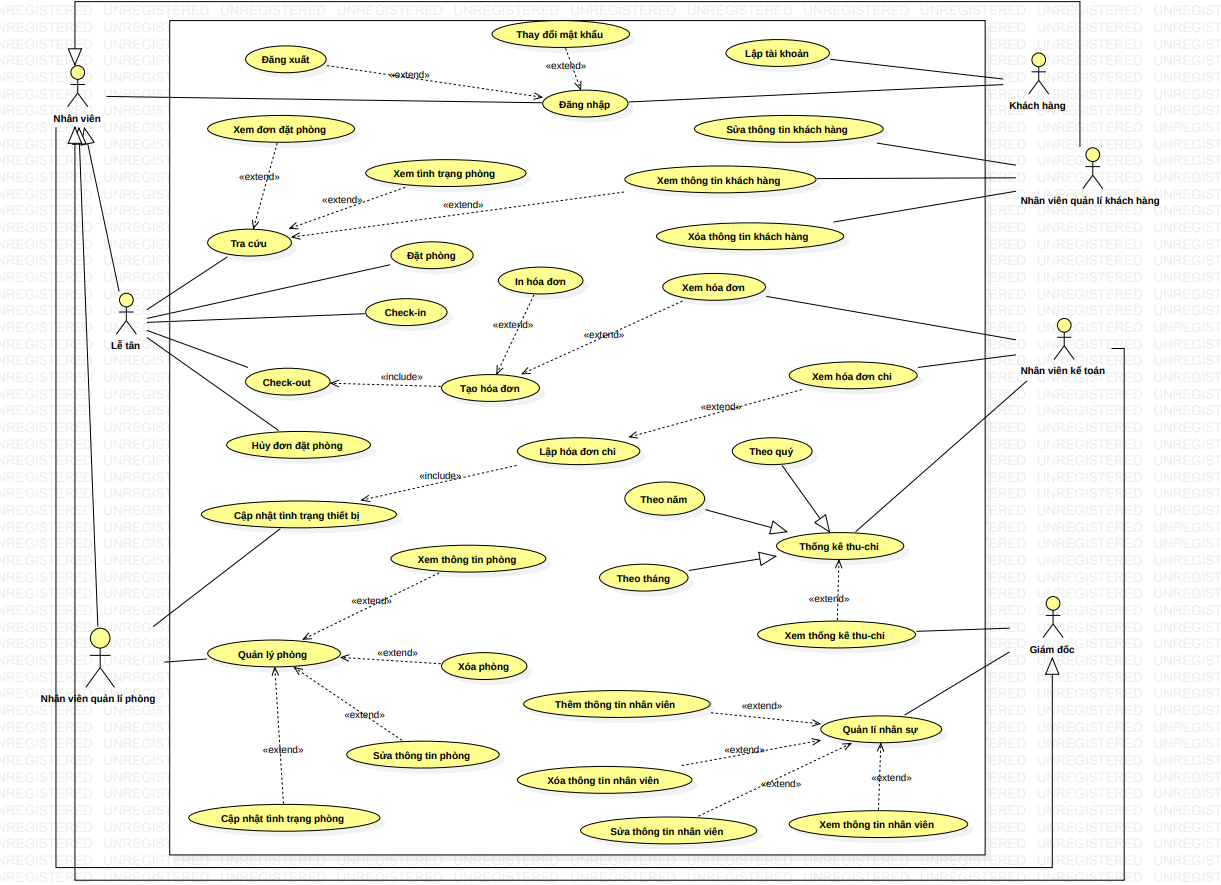 Thay đổi mật khẩu
Đăng xuất
Lập tài khoản
«extend»
«extend»
Đăng nhập
Khách hàng
Nhân viên
Xem đơn đặt phòng
Sửa thông tin khách hàng
«extend»
Xem tình trạng phòng
Xem thông tin khách hàng
«extend»
«extend»
Nhân viên quản lí khách hàng
Tra cứu
Xóa thông tin khách hàng
Đặt phòng
In hóa đơn
Xem hóa đơn
Check-in
«extend»
«extend»
Lễ tân
Nhân viên kế toán
Check-out
«include»
Tạo hóa đơn
Xem hóa đơn chi
«extend»
Hủy đơn đặt phòng
Lập hóa đơn chi
Theo quý
«include»
Theo năm
Cập nhật tình trạng thiết bị
Thống kê thu-chi
Xem thông tin phòng
Theo tháng
«extend»
«extend»
Xem thống kê thu-chi
Giám đốc
Quản lý phòng
«extend»
Xóa phòng
Nhân viên quản lí phòng
Thêm thông tin nhân viên
«extend»
«extend»
Quản lí nhân sự
«extend»
«extend»
Sửa thông tin phòng
Xóa thông tin nhân viên
«extend»
«extend»
Cập nhật tình trạng phòng
Sửa thông tin nhân viên
Xem thông tin nhân viên
UNREGISTERED